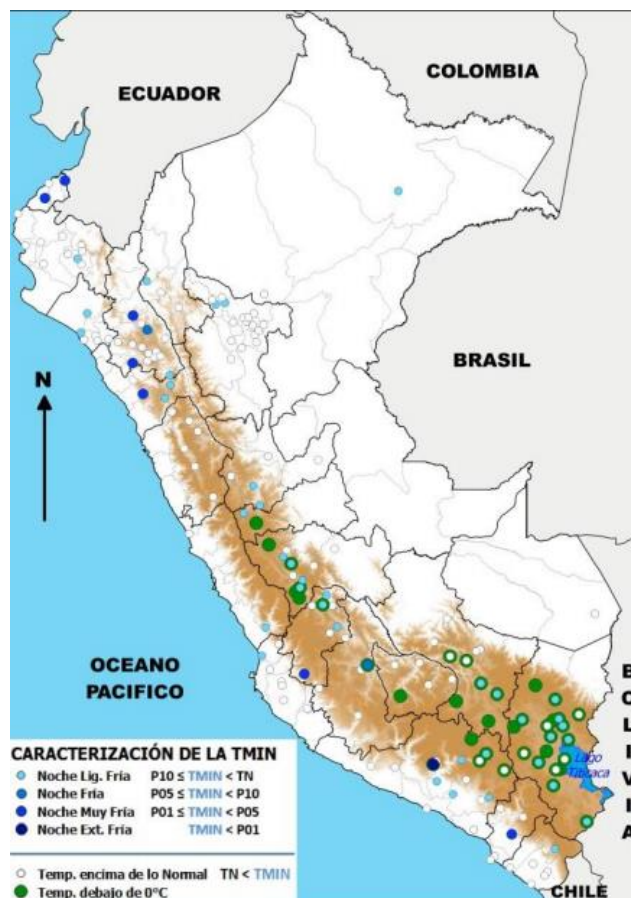 COLOMBIA
ECUADOR
BRASIL
N
OCEANO
PACIFICO
BOLIVIA
Lago
Titicaca
CARACTERIZACIÓN DE LA TMIN
Noche Lig. Fría P10 ≤ TMIN < TN
Noche Fría P05 ≤ TMIN < P10
Noche Muy Fría P01 ≤ TMIN < P05
Noche Ext. Fría TMIN < P01
Temp. encima de lo Normal TN < TMIN
Temp. debajo de 0°C
CHILE